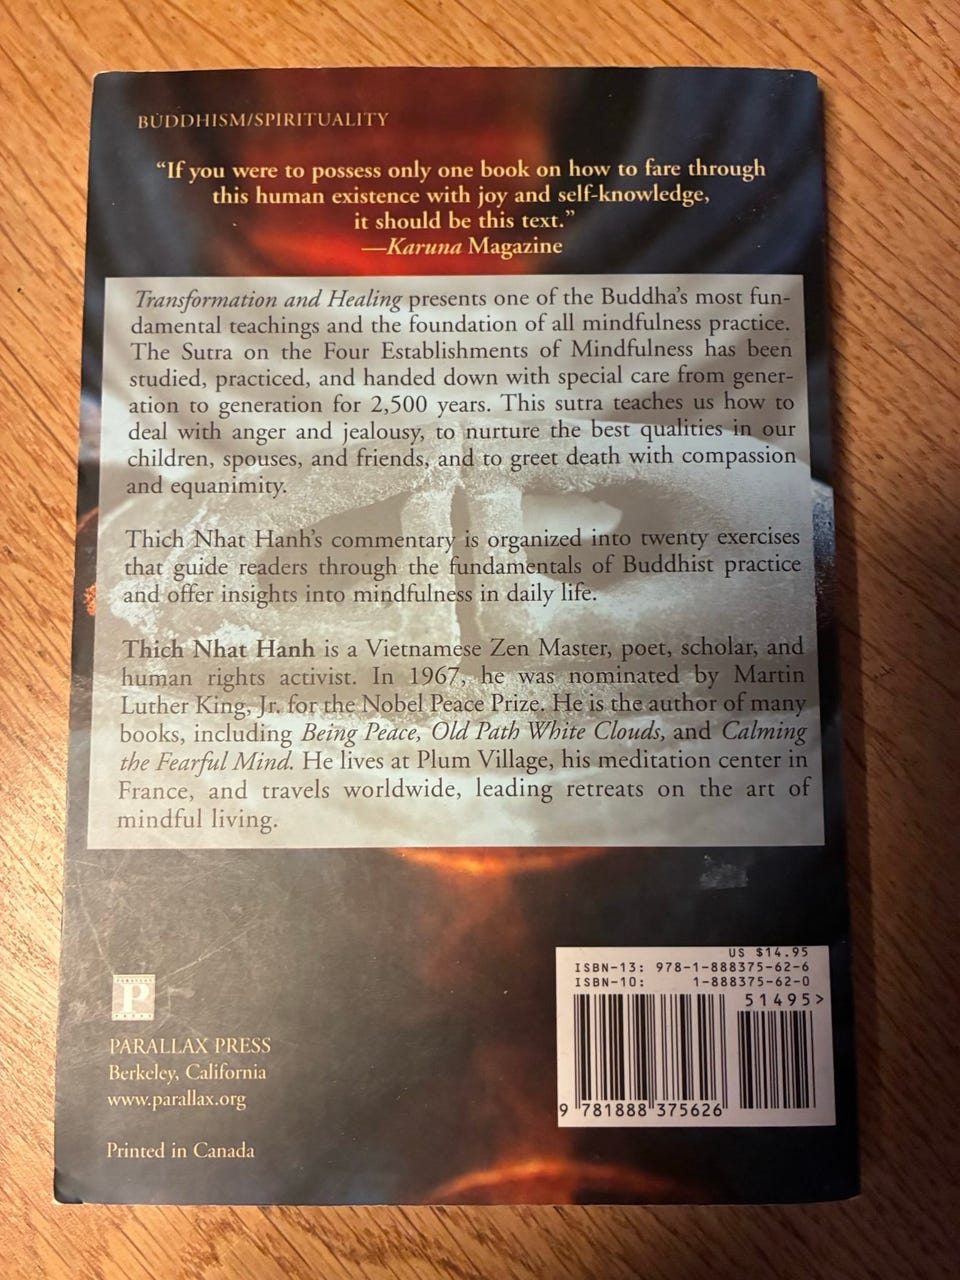 BUDDHISM/SPIRITUALITY
“If you were to possess only one book on how to fare through
this human existence with joy and self-knowledge,
it should be this text.”
—Karuna Magazine
Transformation and Healing presents one of the Buddha’s most fun-
damental teachings and the foundation of all mindfulness practice.
The Sutra on the Four Establishments of Mindfulness has been
studied, practiced, and handed down with special care from gener-
ation to generation for 2,500 years. This sutra teaches us how to
deal with anger and jealousy, to nurture the best qualities in our
children, spouses, and friends, and to greet death with compassion
and equanimity.
Thich Nhat Hanh’s commentary is organized into twenty exercises
that guide readers through the fundamentals of Buddhist practice
and offer insights into mindfulness in daily life.
Thich Nhat Hanh is a Vietnamese Zen Master, poet, scholar, and
human rights activist. In 1967, he was nominated by Martin
Luther King, Jr. for the Nobel Peace Prize. He is the author of many
books, including Being Peace, Old Path White Clouds, and Calming
the Fearful Mind. He lives at Plum Village, his meditation center in
France, and travels worldwide, leading retreats on the art of
mindful living.
PARALLAX
P
PRESS
PARALLAX PRESS
Berkeley, California
www.parallax.org
Printed in Canada
US $14.95
ISBN-13: 978-1-888375-62-6
ISBN-10: 1-888375-62-0
51495>
9 781888 375626